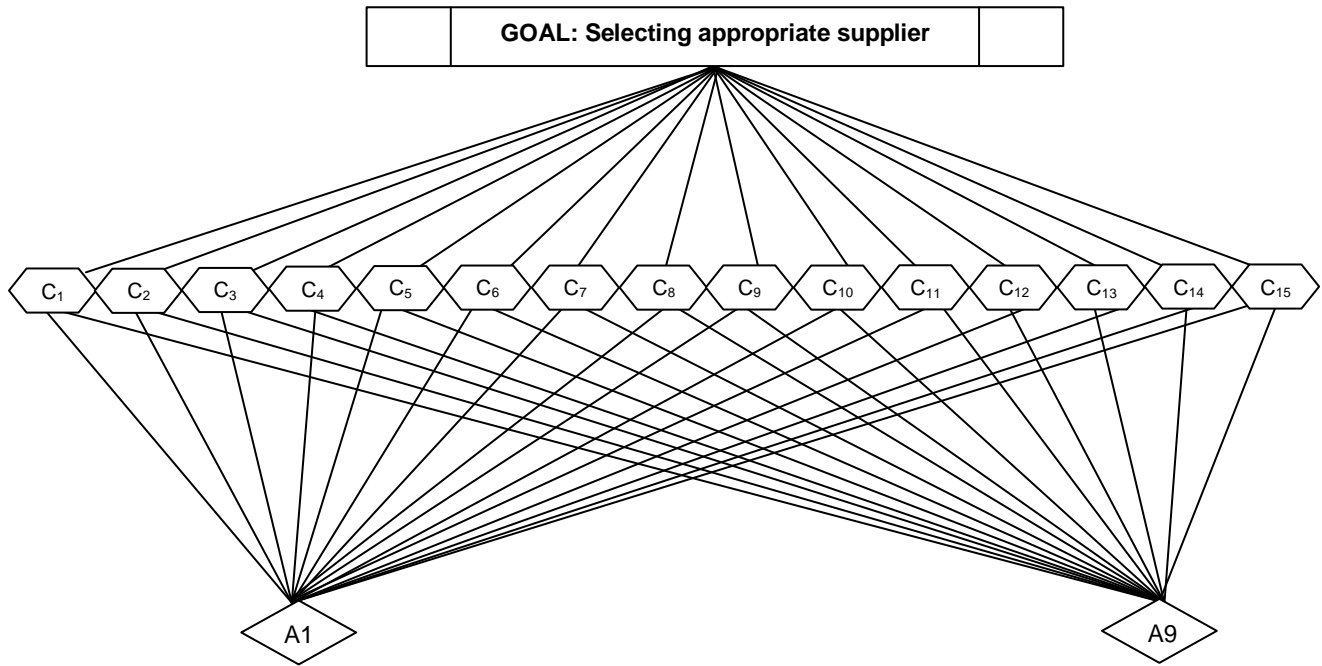 GOAL: Selecting appropriate supplier
C₁ C₂ C₃ C₄ C₅ C₆ C₇ C₈ C₉ C₁₀ C₁₁ C₁₂ C₁₃ C₁₄ C₁₅
A1 A9